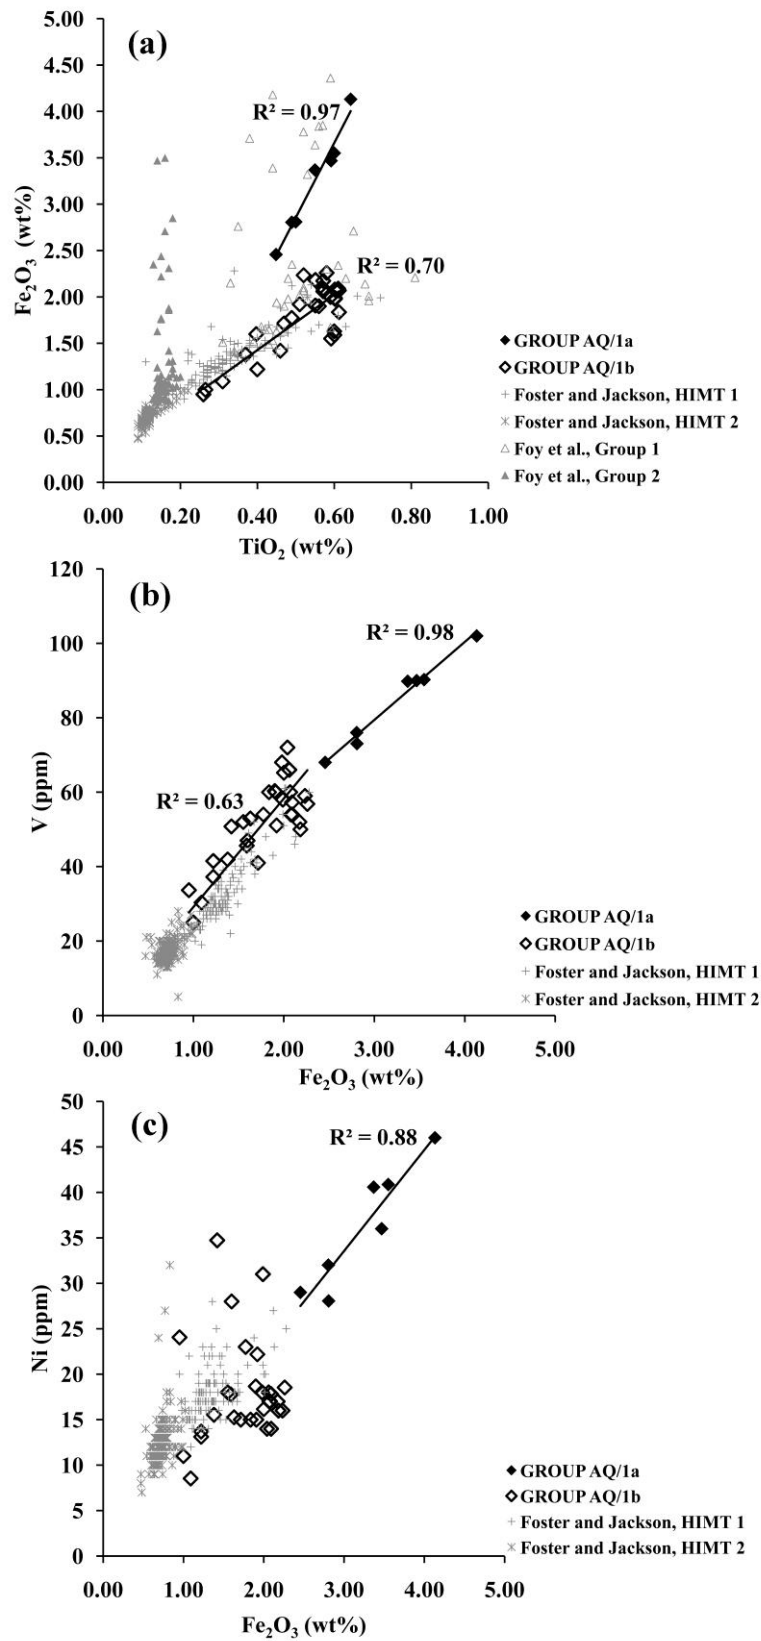 (a)
5.00
4.50
4.00
3.50
3.00
2.50
2.00
1.50
1.00
0.50
0.00
Fe₂O₃ (wt%)
R² = 0.97
R² = 0.70
GROUP AQ/1a
GROUP AQ/1b
Foster and Jackson, HIMT 1
Foster and Jackson, HIMT 2
Foy et al., Group 1
Foy et al., Group 2
0.00 0.20 0.40 0.60 0.80 1.00
TiO₂ (wt%)
(b)
120
100
80
60
40
20
0
V (ppm)
R² = 0.98
R² = 0.63
GROUP AQ/1a
GROUP AQ/1b
Foster and Jackson, HIMT 1
Foster and Jackson, HIMT 2
0.00 1.00 2.00 3.00 4.00 5.00
Fe₂O₃ (wt%)
(c)
50
45
40
35
30
25
20
15
10
5
0
Ni (ppm)
R² = 0.88
GROUP AQ/1a
GROUP AQ/1b
Foster and Jackson, HIMT 1
Foster and Jackson, HIMT 2
0.00 1.00 2.00 3.00 4.00 5.00
Fe₂O₃ (wt%)